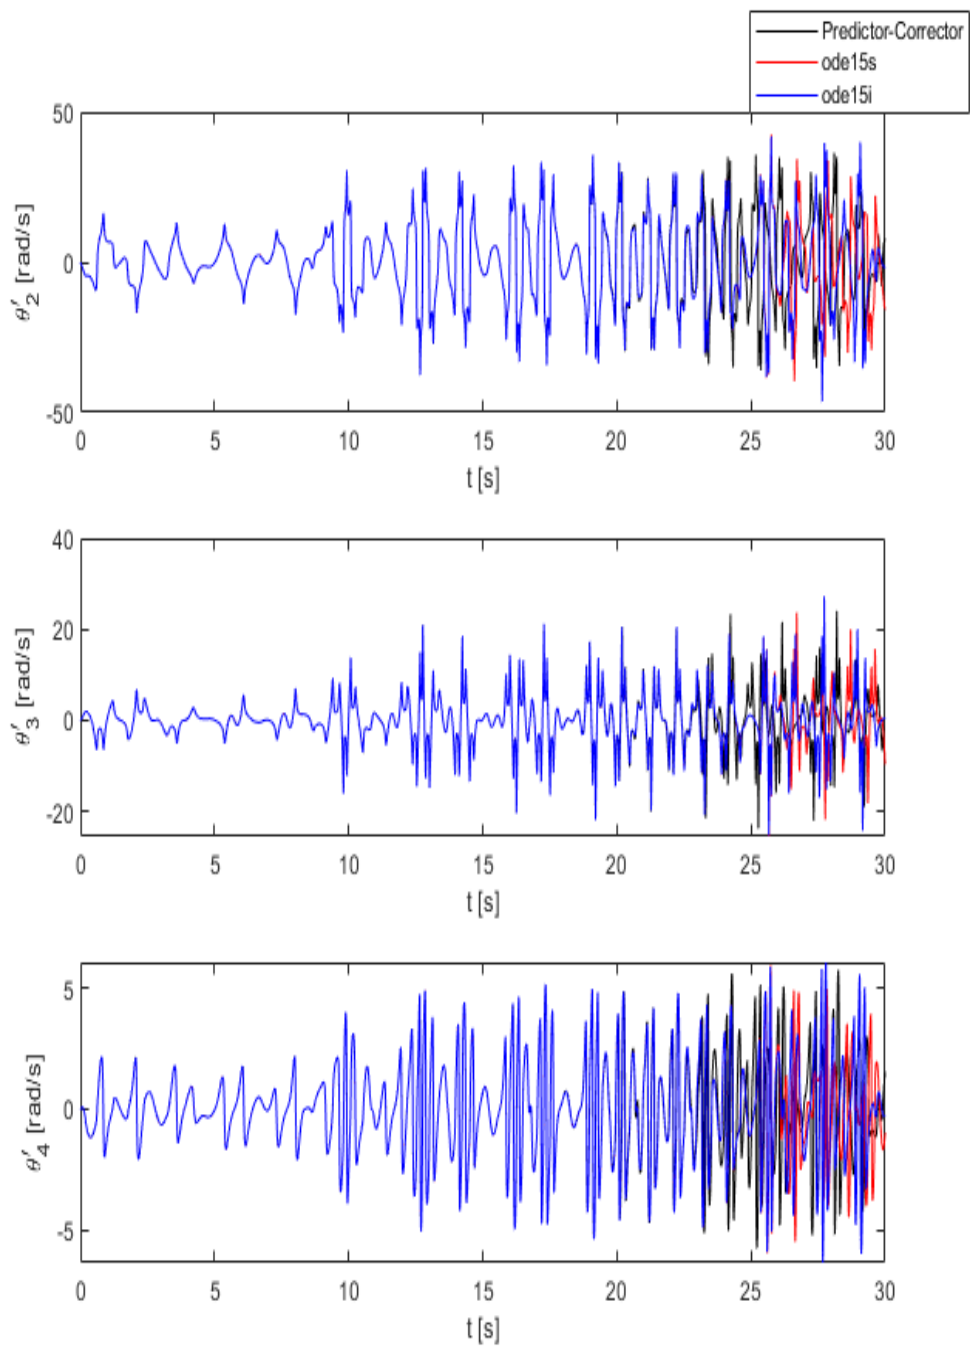 Predictor-Corrector
ode15s
ode15i
50
0
-50
θ′2 [rad/s]
0 5 10 15 20 25 30
t [s]
40
20
0
-20
θ′3 [rad/s]
0 5 10 15 20 25 30
t [s]
5
0
-5
θ′4 [rad/s]
0 5 10 15 20 25 30
t [s]